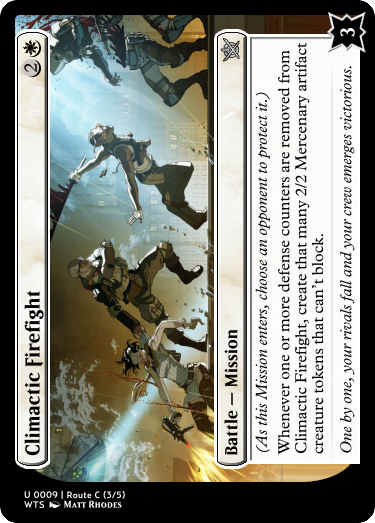 Climactic Firefight 2
Battle — Mission
(As this Mission enters, choose an opponent to protect it.)
Whenever one or more defense counters are removed from
Climactic Firefight, create that many 2/2 Mercenary artifact
creature tokens that can't block.
One by one, your rivals fall and your crew emerges victorious.
3
U 0009 | Route C (3/5)
WTS Matt Rhodes